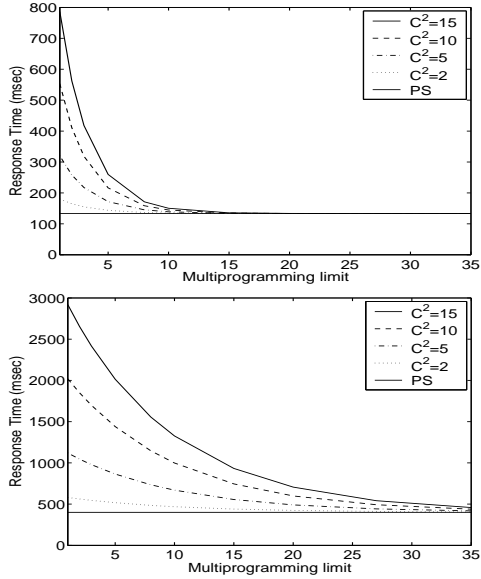 800
700
600
500
400
300
200
100
0
Response Time (msec)
5 10 15 20 25 30 35
Multiprogramming limit
C²=15
C²=10
C²=5
C²=2
PS
3000
2500
2000
1500
1000
500
0
Response Time (msec)
5 10 15 20 25 30 35
Multiprogramming limit
C²=15
C²=10
C²=5
C²=2
PS